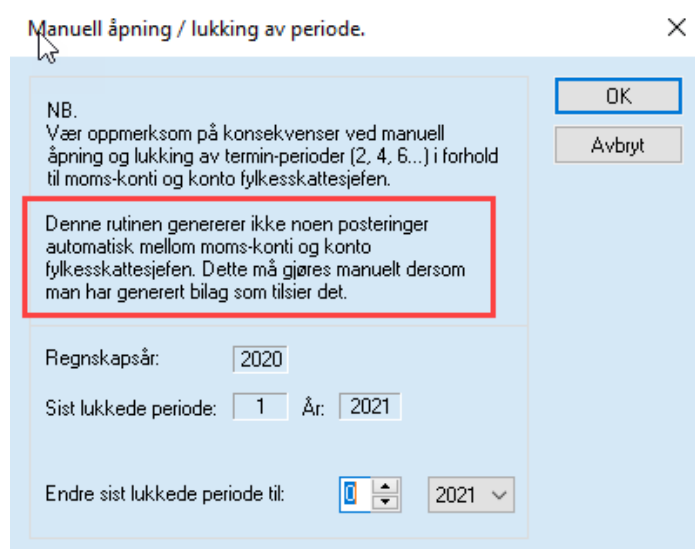 Manuell åpning / lukking av periode.
OK
Avbryt
NB.
Vær oppmerksom på konsekvenser ved manuell
åpning og lukking av termin-perioder (2, 4, 6...) i forhold
til moms-konti og konto fylkesskattesjefen.
Denne rutinen genererer ikke noen posteringer
automatisk mellom moms-konti og konto
fylkesskattesjefen. Dette må gjøres manuelt dersom
man har generert bilag som tilsier det.
Regnskapsår: 2020
Sist lukkede periode: 1 År: 2021
Endre sist lukkede periode til: 0 2021